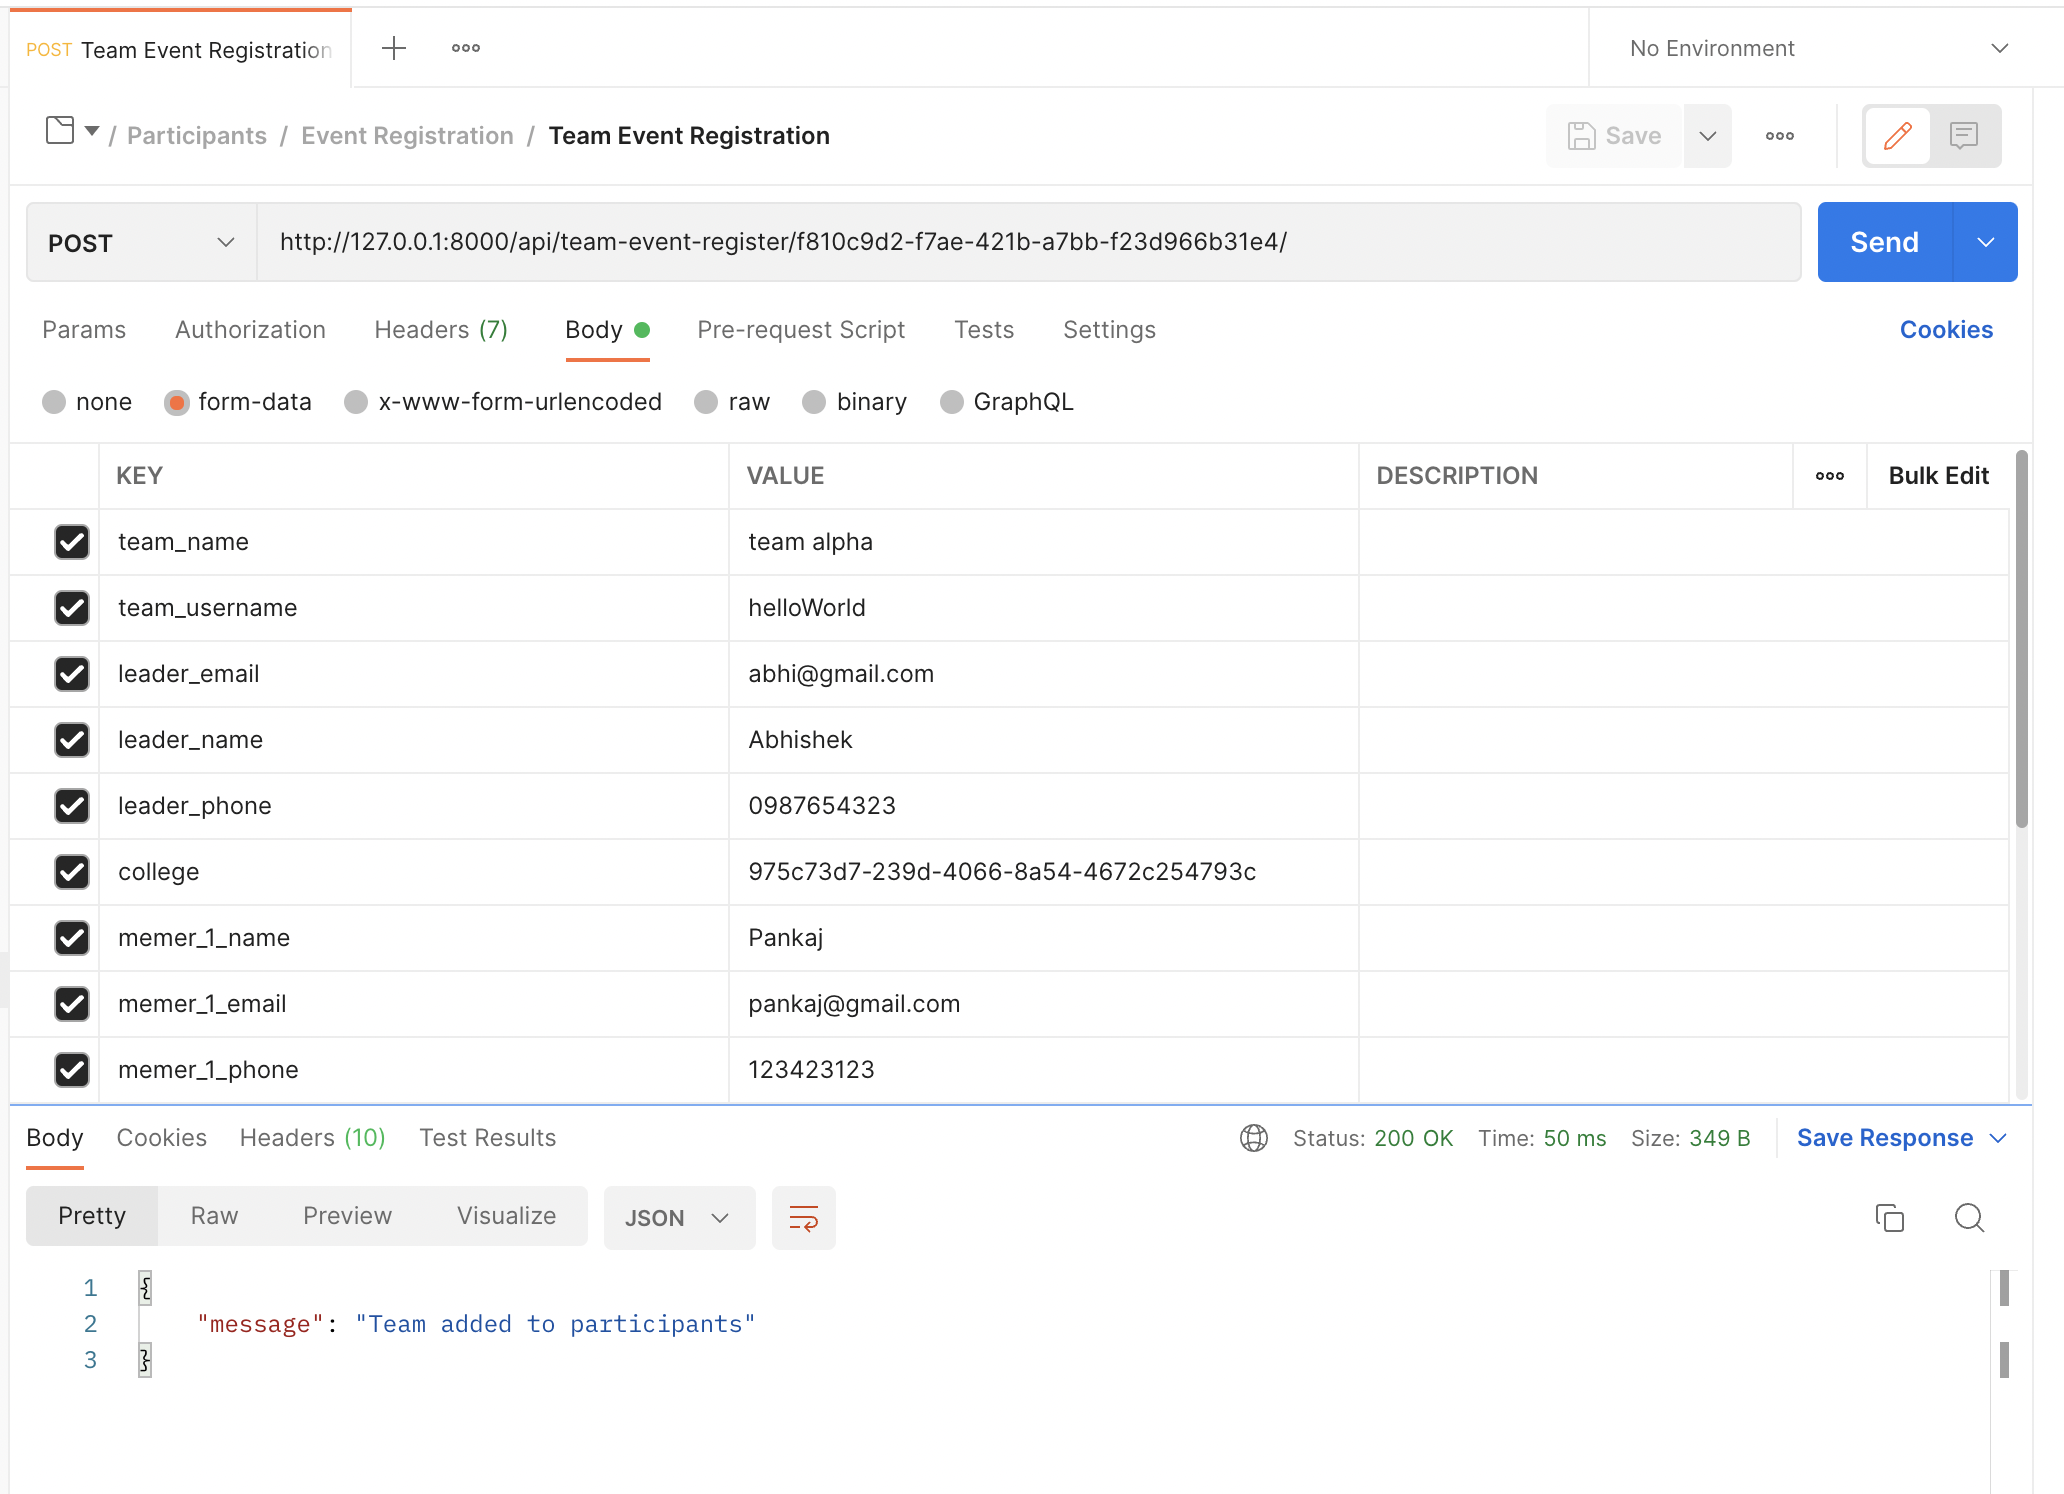 POST Team Event Registration
No Environment
/ Participants / Event Registration / Team Event Registration
Save
POST
http://127.0.0.1:8000/api/team-event-register/f810c9d2-f7ae-421b-a7bb-f23d966b31e4/
Send
Params Authorization Headers (7) Body Pre-request Script Tests Settings Cookies
none form-data x-www-form-urlencoded raw binary GraphQL
KEY VALUE DESCRIPTION Bulk Edit
team_name team alpha
team_username helloWorld
leader_email abhi@gmail.com
leader_name Abhishek
leader_phone 0987654323
college 975c73d7-239d-4066-8a54-4672c254793c
memer_1_name Pankaj
memer_1_email pankaj@gmail.com
memer_1_phone 123423123
Body Cookies Headers (10) Test Results Status: 200 OK Time: 50 ms Size: 349 B Save Response
Pretty Raw Preview Visualize JSON
1 {
2 "message": "Team added to participants"
3 }